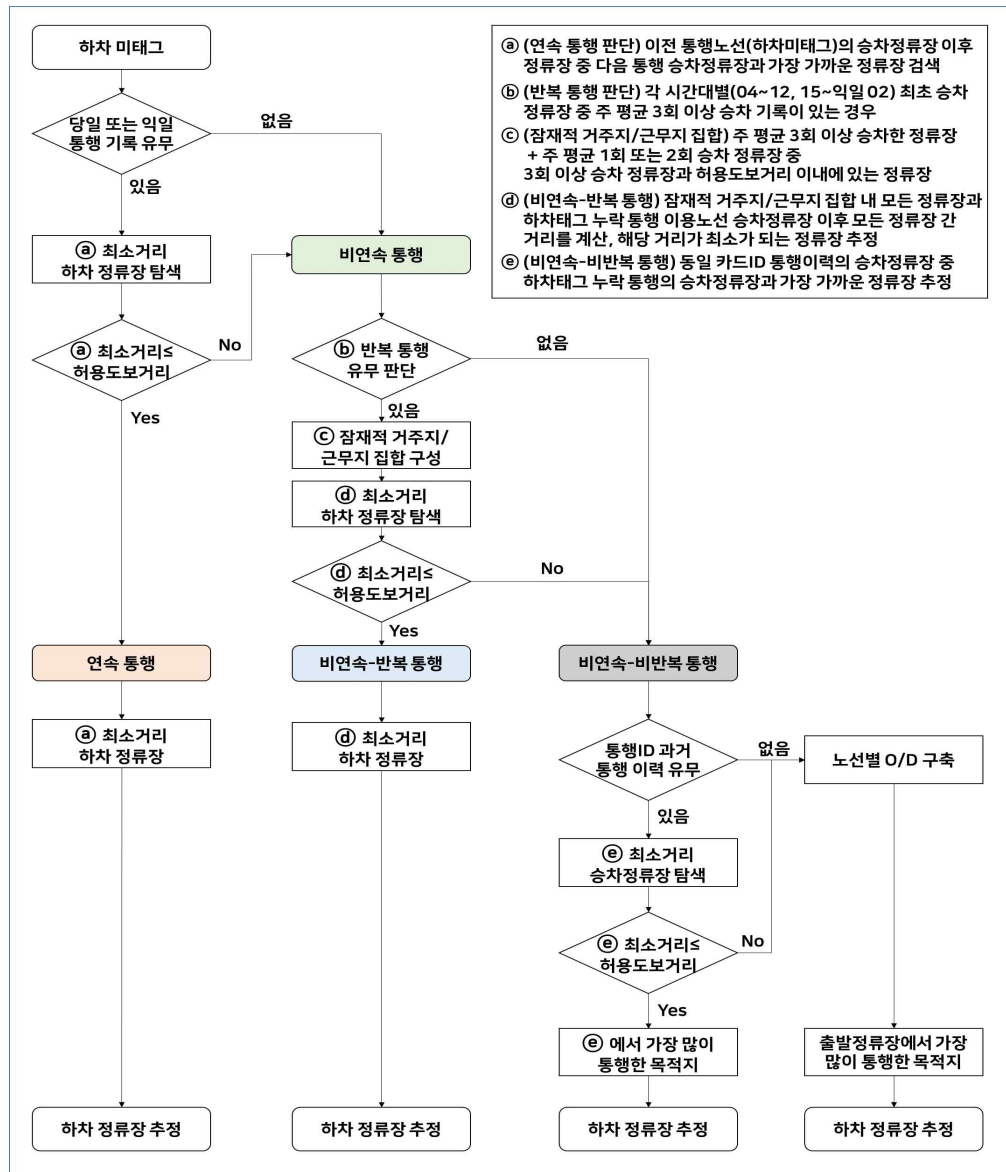 하차 미태그
ⓐ (연속 통행 판단) 이전 통행노선(하차미태그)의 승차정류장 이후
정류장 중 다음 통행 승차정류장과 가장 가까운 정류장 검색
ⓑ (반복 통행 판단) 각 시간대별(04~12, 15~익일 02) 최초 승차
정류장 중 주 평균 3회 이상 승차 기록이 있는 경우
ⓒ (잠재적 거주지/근무지 집합) 주 평균 3회 이상 승차한 정류장
+ 주 평균 1회 또는 2회 승차 정류장 중
3회 이상 승차 정류장과 허용도보거리 이내에 있는 정류장
ⓓ (비연속-반복 통행) 잠재적 거주지/근무지 집합 내 모든 정류장과
하차태그 누락 통행 이용노선 승차정류장 이후 모든 정류장 간
거리를 계산, 해당 거리가 최소가 되는 정류장 추정
ⓔ (비연속-비반복 통행) 동일 카드ID 통행이력의 승차정류장 중
하차태그 누락 통행의 승차정류장과 가장 가까운 정류장 추정
당일 또는 익일
통행 기록 유무
없음
있음
ⓐ 최소거리
하차 정류장 탐색
비연속 통행
ⓐ 최소거리≤
허용도보거리
No
Yes
ⓑ 반복 통행
유무 판단
없음
있음
ⓒ 잠재적 거주지/
근무지 집합 구성
ⓓ 최소거리
하차 정류장 탐색
ⓓ 최소거리≤
허용도보거리
No
Yes
연속 통행
비연속-반복 통행
비연속-비반복 통행
ⓐ 최소거리
하차 정류장
ⓓ 최소거리
하차 정류장
통행ID 과거
통행 이력 유무
없음
노선별 O/D 구축
있음
ⓔ 최소거리
승차정류장 탐색
ⓔ 최소거리≤
허용도보거리
No
Yes
ⓔ 에서 가장 많이
통행한 목적지
출발정류장에서 가장
많이 통행한 목적지
하차 정류장 추정
하차 정류장 추정
하차 정류장 추정
하차 정류장 추정